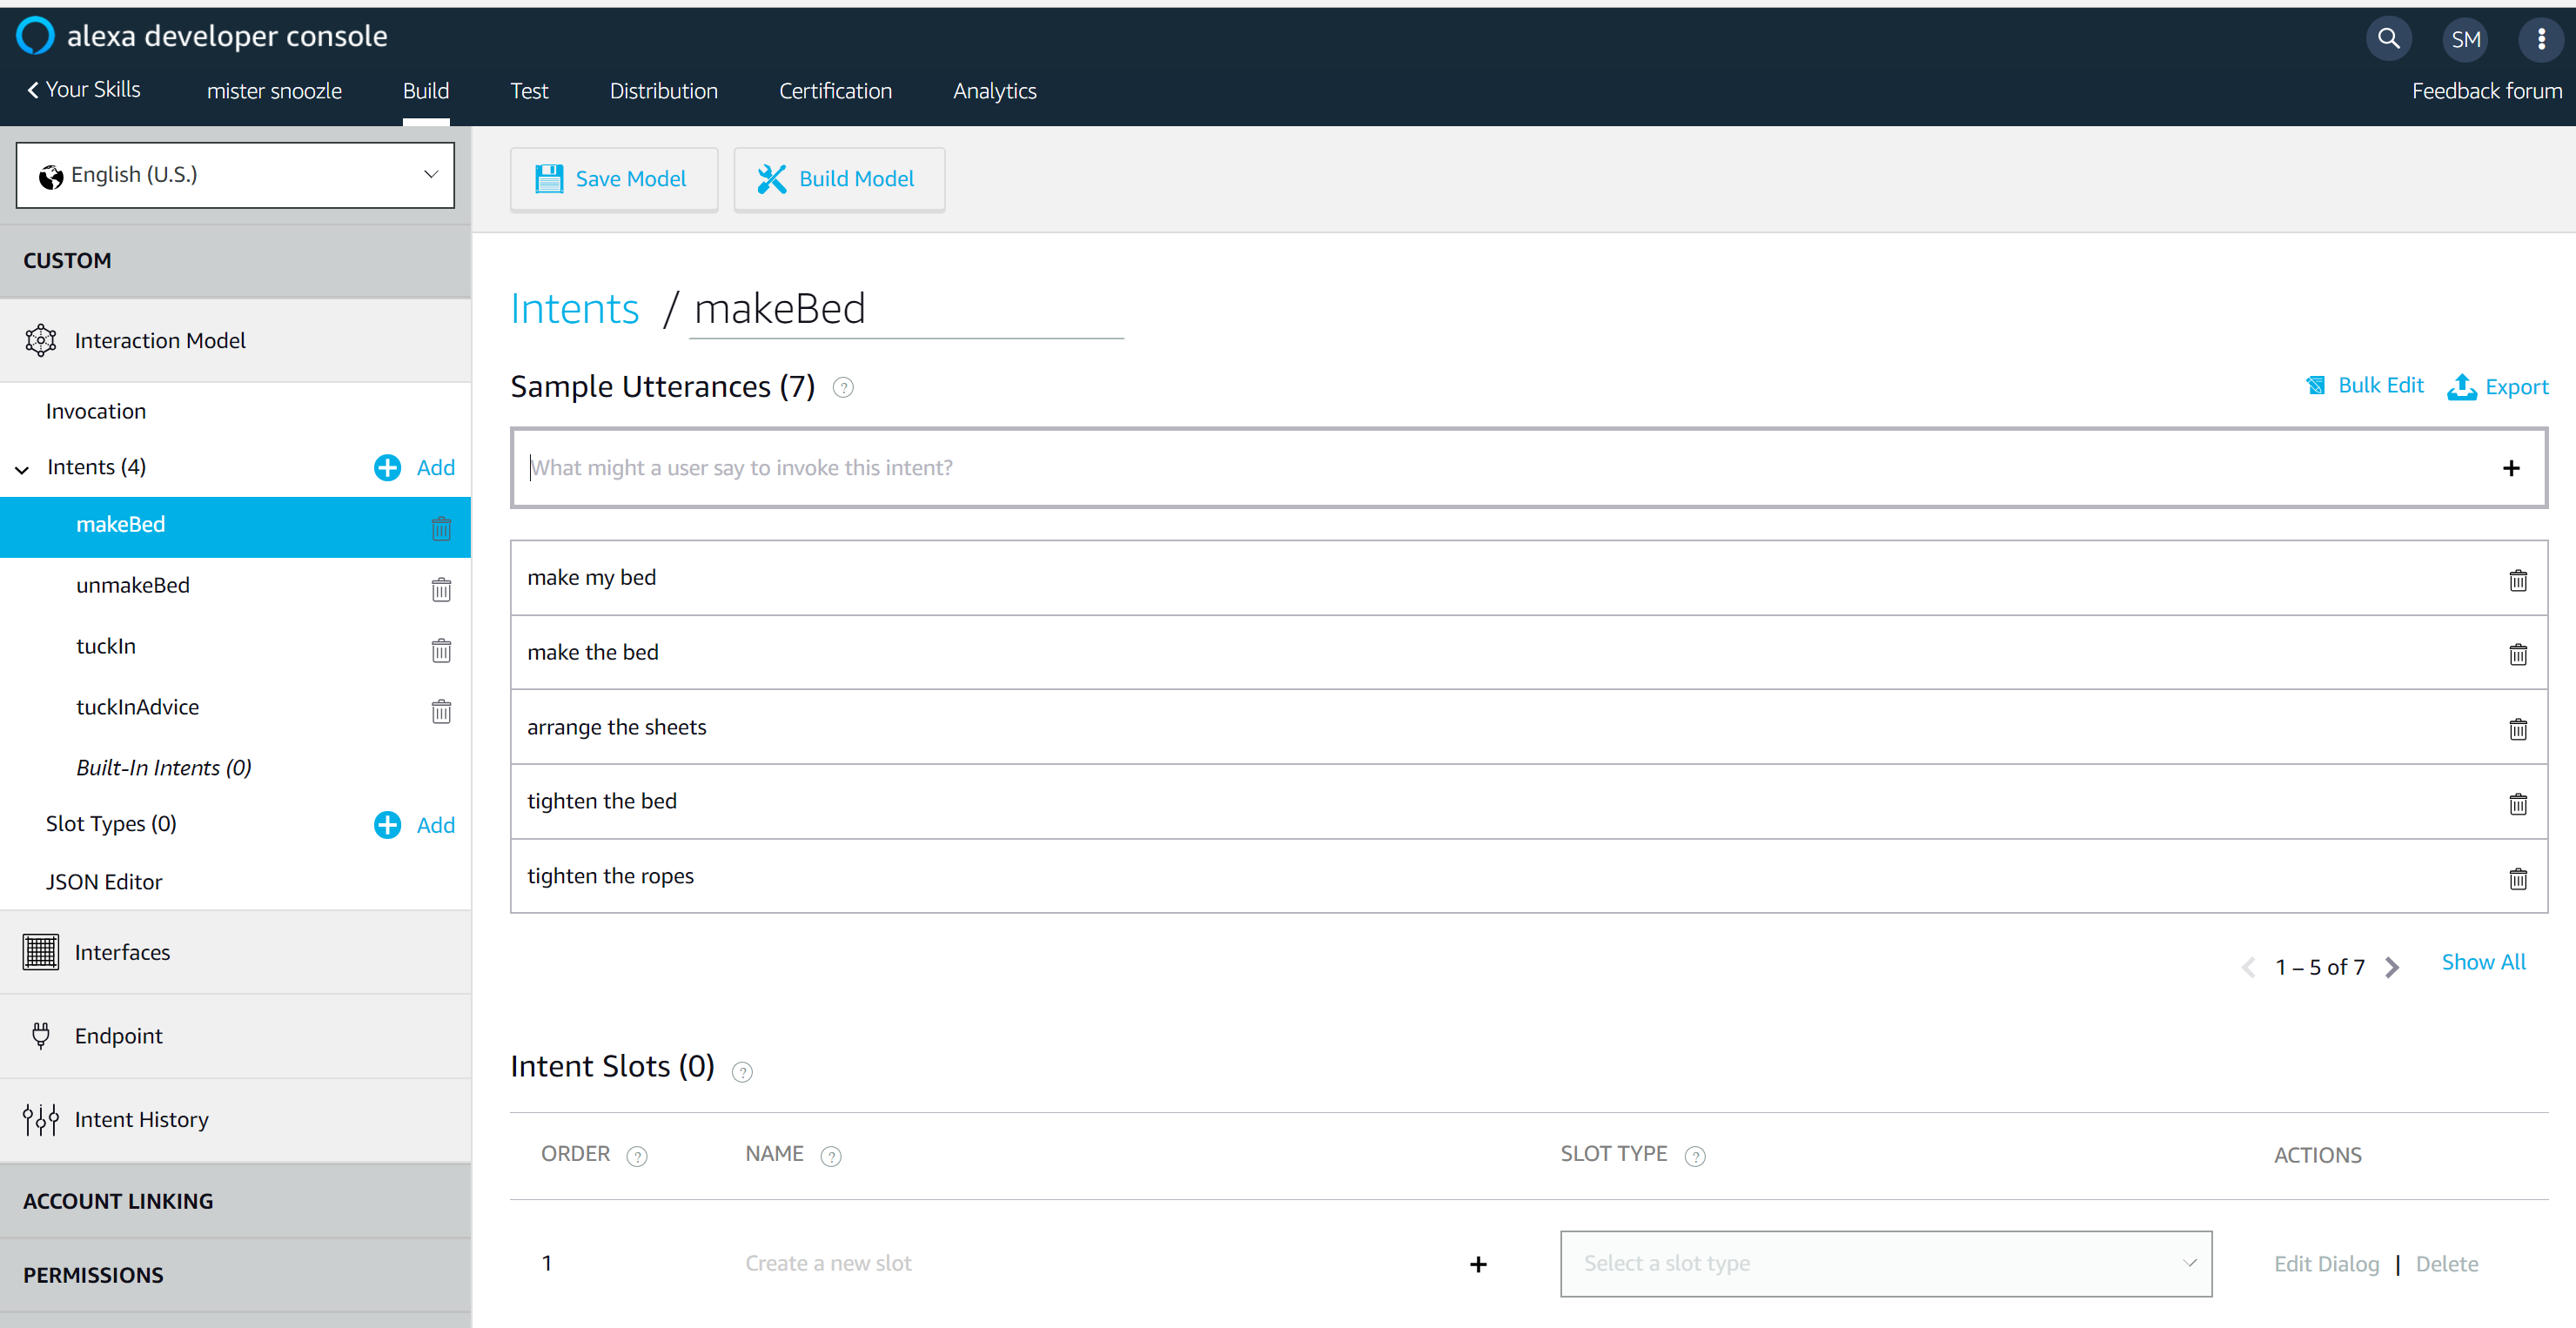 alexa developer console
SM
Your Skills
mister snoozle
Build
Test
Distribution
Certification
Analytics
Feedback forum
English (U.S.)
Save Model
Build Model
CUSTOM
Interaction Model
Invocation
Intents (4)
Add
makeBed
unmakeBed
tuckIn
tuckInAdvice
Built-In Intents (0)
Slot Types (0)
Add
JSON Editor
Interfaces
Endpoint
Intent History
ACCOUNT LINKING
PERMISSIONS
Intents / makeBed
Sample Utterances (7) ?
Bulk Edit
Export
What might a user say to invoke this intent?
make my bed
make the bed
arrange the sheets
tighten the bed
tighten the ropes
1 – 5 of 7
Show All
Intent Slots (0) ?
ORDER ?
NAME ?
SLOT TYPE ?
ACTIONS
1
Create a new slot
Select a slot type
Edit Dialog | Delete